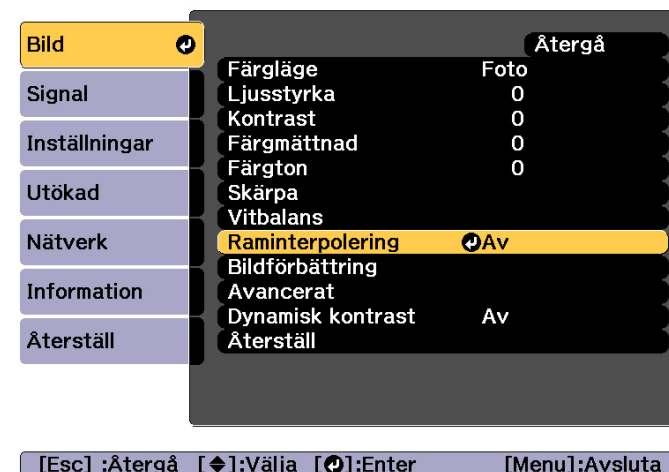 Bild
Signal
Inställningar
Utökad
Nätverk
Information
Återställ
Återgå
Färgläge Foto
Ljusstyrka 0
Kontrast 0
Färgmättnad 0
Färgton 0
Skärpa
Vitbalans
Raminterpolering Av
Bildförbättring
Avancerat
Dynamisk kontrast Av
Återställ
[Esc] :Återgå [◆]:Välja [⏎]:Enter [Menu]:Avsluta